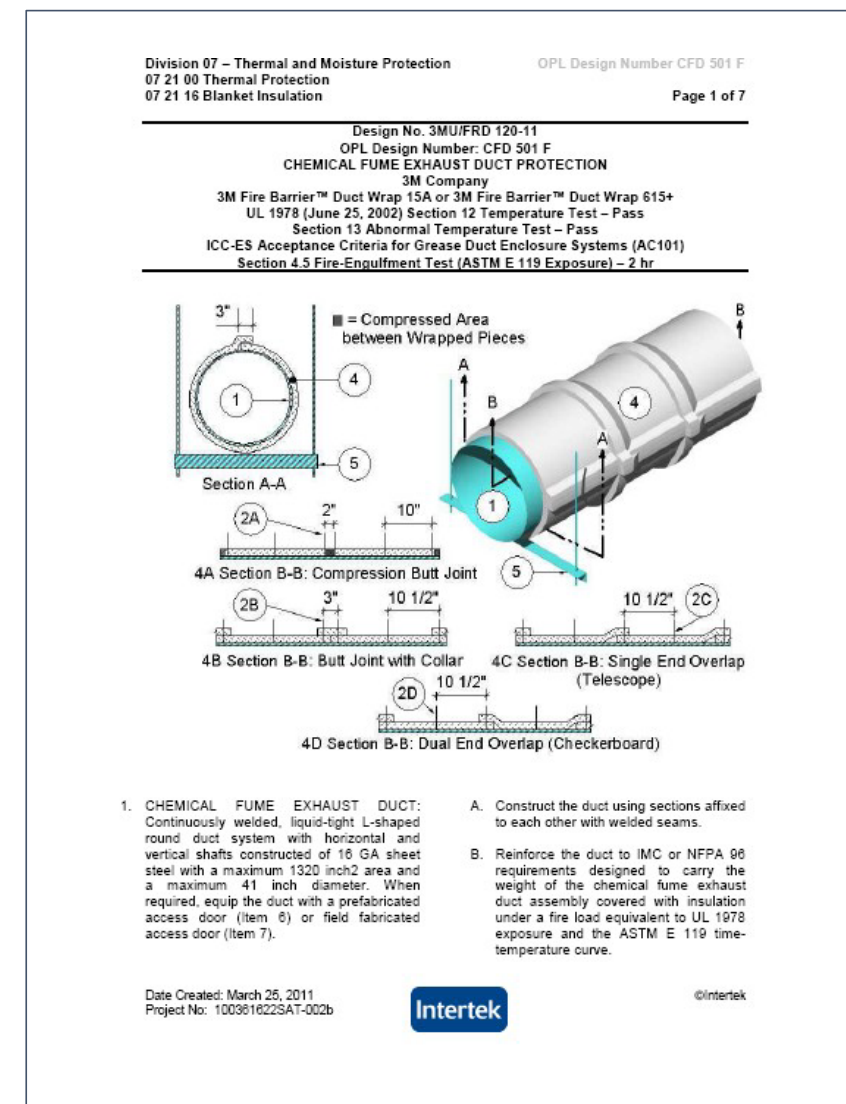 Division 07 – Thermal and Moisture Protection
OPL Design Number CFD 501 F
07 21 00 Thermal Protection
07 21 16 Blanket Insulation
Page 1 of 7
Design No. 3MU/FRD 120-11
OPL Design Number: CFD 501 F
CHEMICAL FUME EXHAUST DUCT PROTECTION
3M Company
3M Fire Barrier™ Duct Wrap 15A or 3M Fire Barrier™ Duct Wrap 615+
UL 1978 (June 25, 2002) Section 12 Temperature Test – Pass
Section 13 Abnormal Temperature Test – Pass
ICC-ES Acceptance Criteria for Grease Duct Enclosure Systems (AC101)
Section 4.5 Fire-Engulfment Test (ASTM E 119 Exposure) – 2 hr
3"
= Compressed Area
between Wrapped Pieces
4
1
5
Section A-A
A
B
B
4
A
1
5
2A
2"
10"
4A Section B-B: Compression Butt Joint
2B
3"
10 1/2"
4B Section B-B: Butt Joint with Collar
10 1/2"
2C
4C Section B-B: Single End Overlap
(Telescope)
2D
10 1/2"
4D Section B-B: Dual End Overlap (Checkerboard)
1. CHEMICAL FUME EXHAUST DUCT:
Continuously welded, liquid-tight L-shaped
round duct system with horizontal and
vertical shafts constructed of 16 GA sheet
steel with a maximum 1320 inch2 area and
a maximum 41 inch diameter. When
required, equip the duct with a prefabricated
access door (Item 6) or field fabricated
access door (Item 7).
A. Construct the duct using sections affixed
to each other with welded seams.
B. Reinforce the duct to IMC or NFPA 96
requirements designed to carry the
weight of the chemical fume exhaust
duct assembly covered with insulation
under a fire load equivalent to UL 1978
exposure and the ASTM E 119 time-
temperature curve.
Date Created: March 25, 2011
Project No: 100361622SAT-002b
Intertek
©Intertek